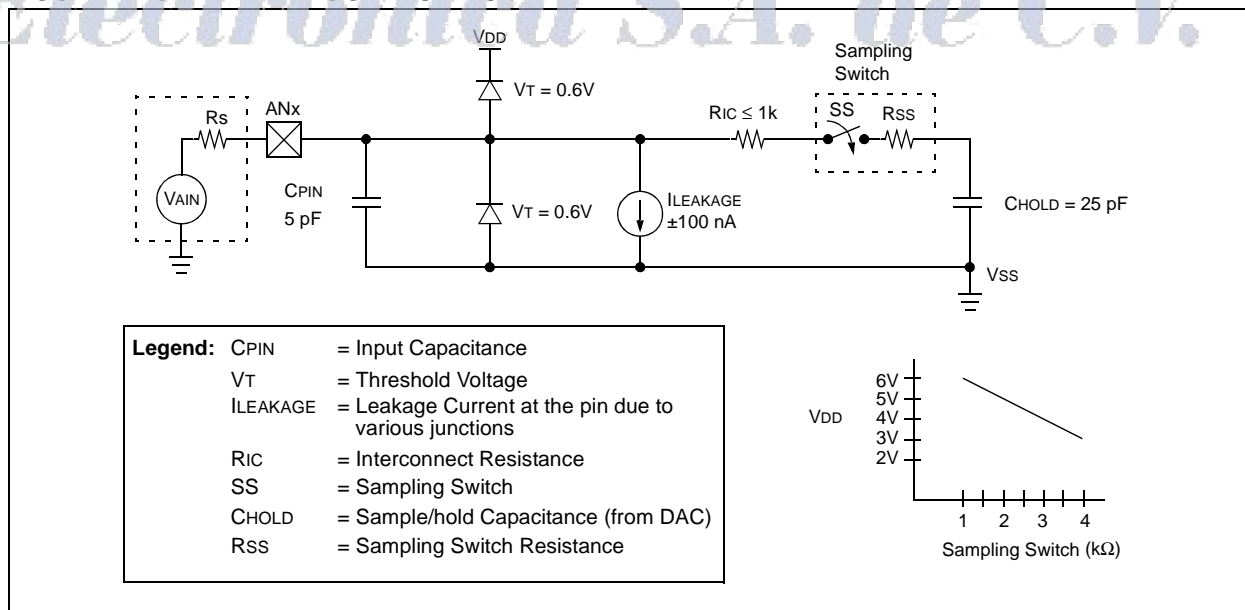 Electrónica S.A. de C.V.
VDD
Sampling
Switch
VT = 0.6V
RIC ≤ 1k
SS
RSS
Rs
ANx
VAIN
CPIN
5 pF
VT = 0.6V
ILEAKAGE
±100 nA
CHOLD = 25 pF
VSS
Legend: CPIN = Input Capacitance
VT = Threshold Voltage
ILEAKAGE = Leakage Current at the pin due to
various junctions
RIC = Interconnect Resistance
SS = Sampling Switch
CHOLD = Sample/hold Capacitance (from DAC)
RSS = Sampling Switch Resistance
VDD
6V
5V
4V
3V
2V
1 2 3 4
Sampling Switch (kΩ)